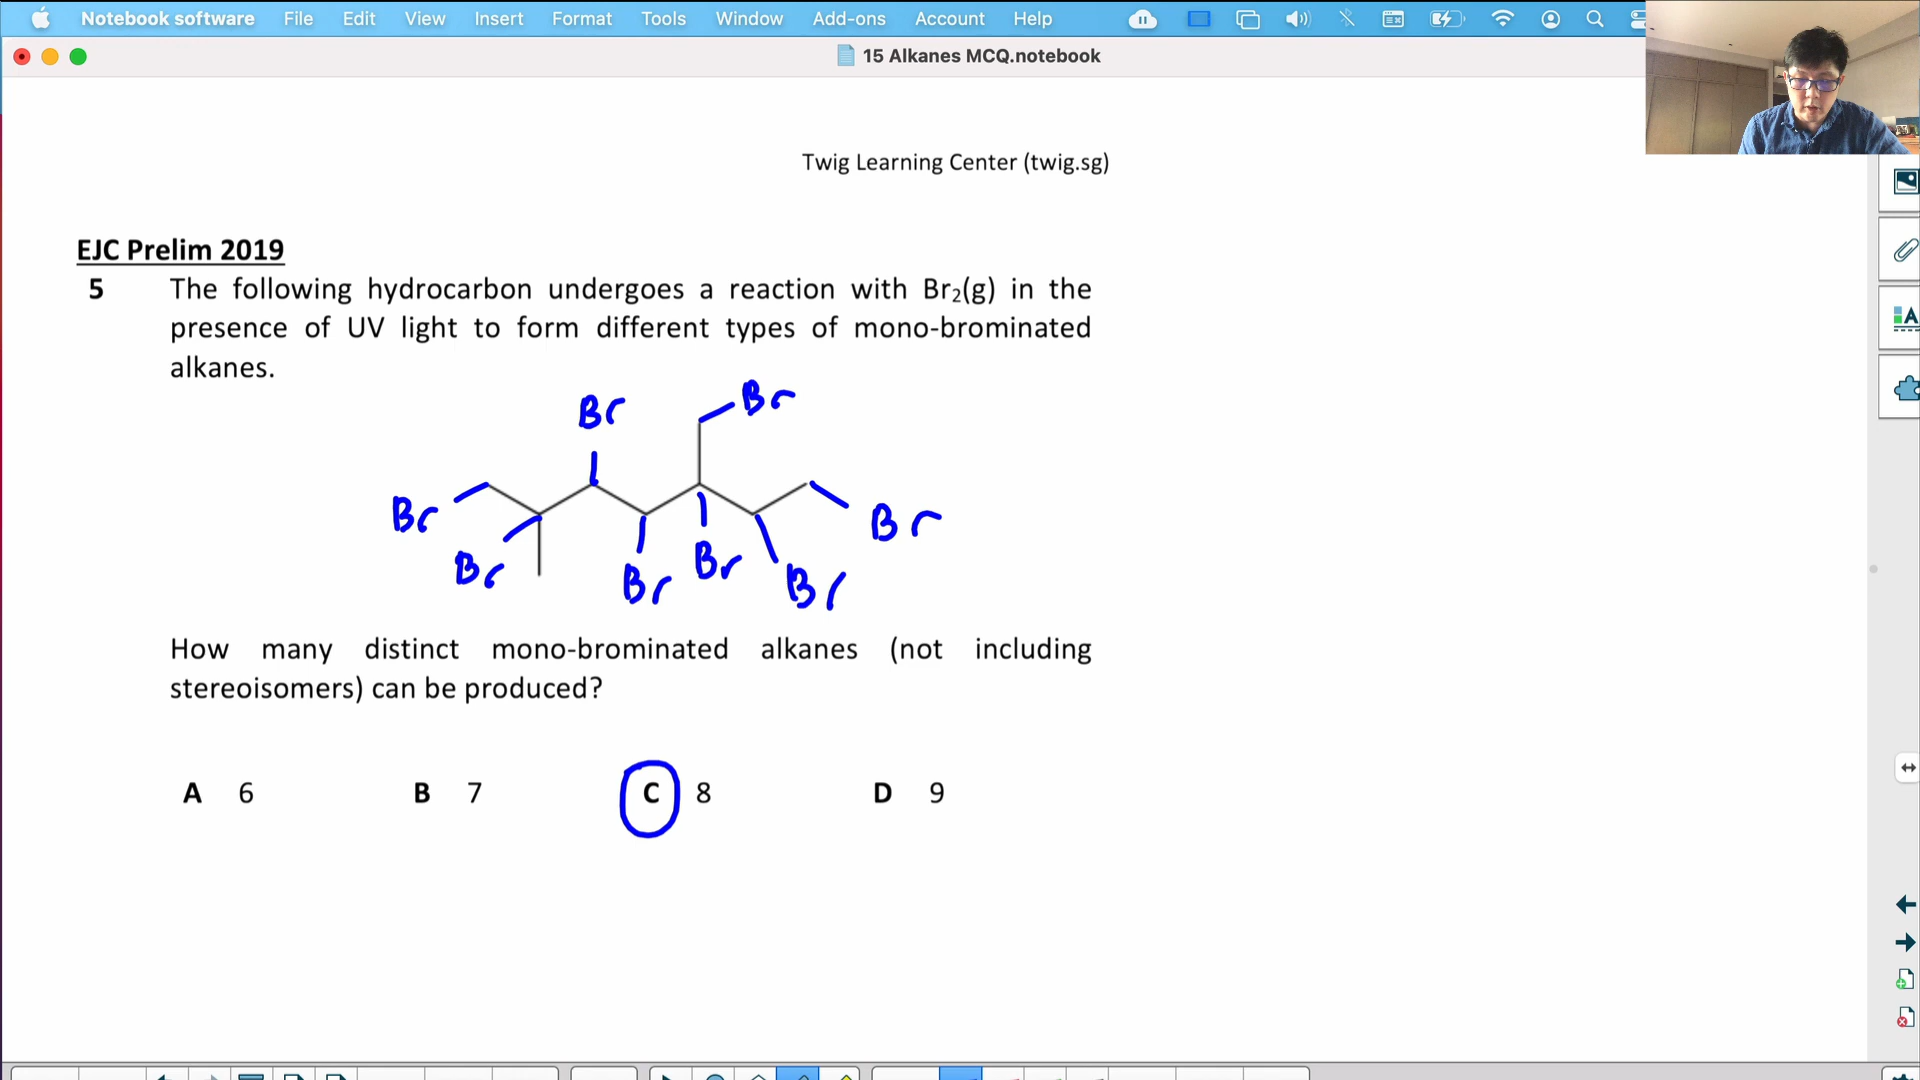 Notebook software File Edit View Insert Format Tools Window Add-ons Account Help
15 Alkanes MCQ.notebook
Twig Learning Center (twig.sg)
EJC Prelim 2019
5 The following hydrocarbon undergoes a reaction with Br₂(g) in the
presence of UV light to form different types of mono-brominated
alkanes.
Br Br
Br Br Br Br Br Br
How many distinct mono-brominated alkanes (not including
stereoisomers) can be produced?
A 6 B 7 C 8 D 9